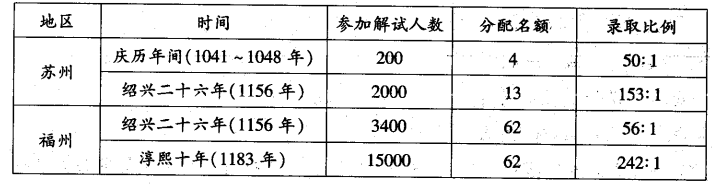 地区 时间 参加解试人数 分配名额 录取比例
苏州 庆历年间(1041~1048年) 200 4 50:1
绍兴二十六年(1156年) 2000 13 153:1
福州 绍兴二十六年(1156年) 3400 62 56:1
淳熙十年(1183年) 15000 62 242:1